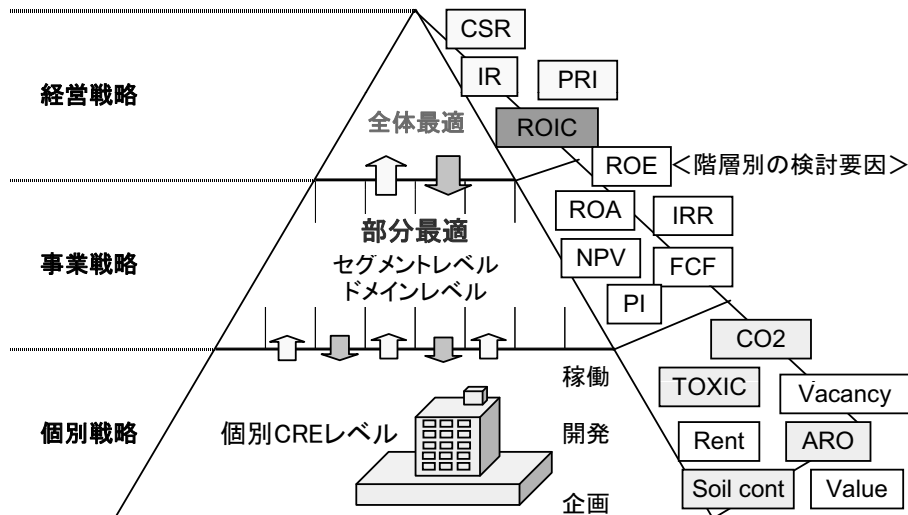 CSR
IR
PRI
経営戦略
全体最適
ROIC
ROE
<階層別の検討要因>
ROA
IRR
部分最適
事業戦略
セグメントレベル
ドメインレベル
NPV
FCF
PI
CO2
稼働
TOXIC
Vacancy
個別戦略
個別CREレベル
開発
Rent
ARO
企画
Soil cont
Value